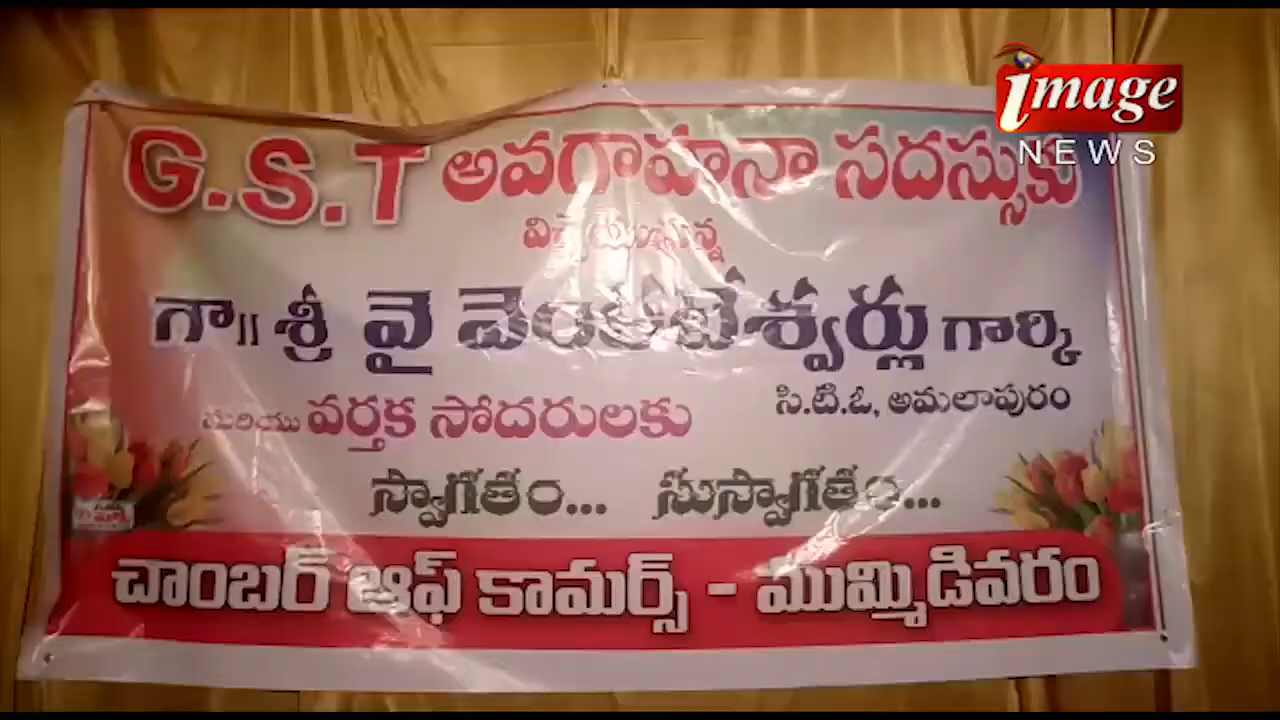 image
NEWS
G.S.T అవగాహనా సదస్సుకు
విచ్చేయుచున్న
గా॥ శ్రీ వై వెంకటేశ్వర్లు గార్కి
సి.టి.ఓ, అమలాపురం
మరియు వర్తక సోదరులకు
స్వాగతం... సుస్వాగతం...
చాంబర్ ఆఫ్ కామర్స్ - మొమ్మిడివరం